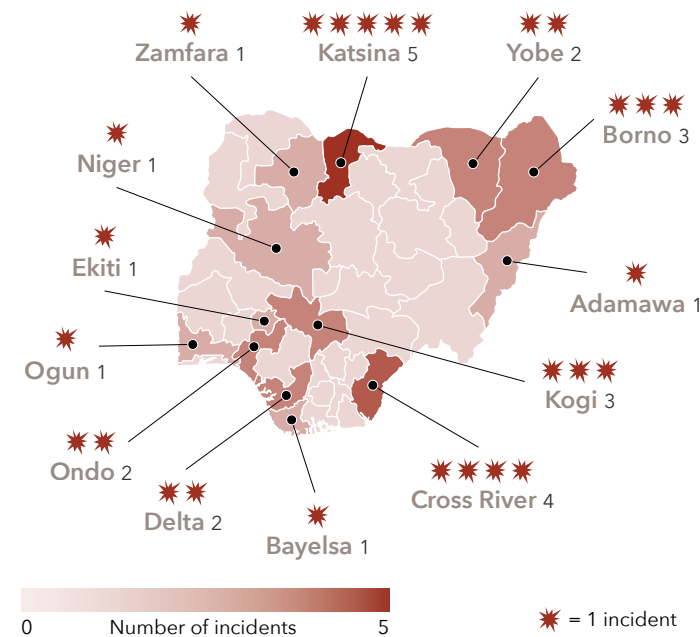 Zamfara 1
Katsina 5
Yobe 2
Borno 3
Niger 1
Ekiti 1
Adamawa 1
Ogun 1
Kogi 3
Ondo 2
Cross River 4
Delta 2
Bayelsa 1
0 Number of incidents 5
= 1 incident